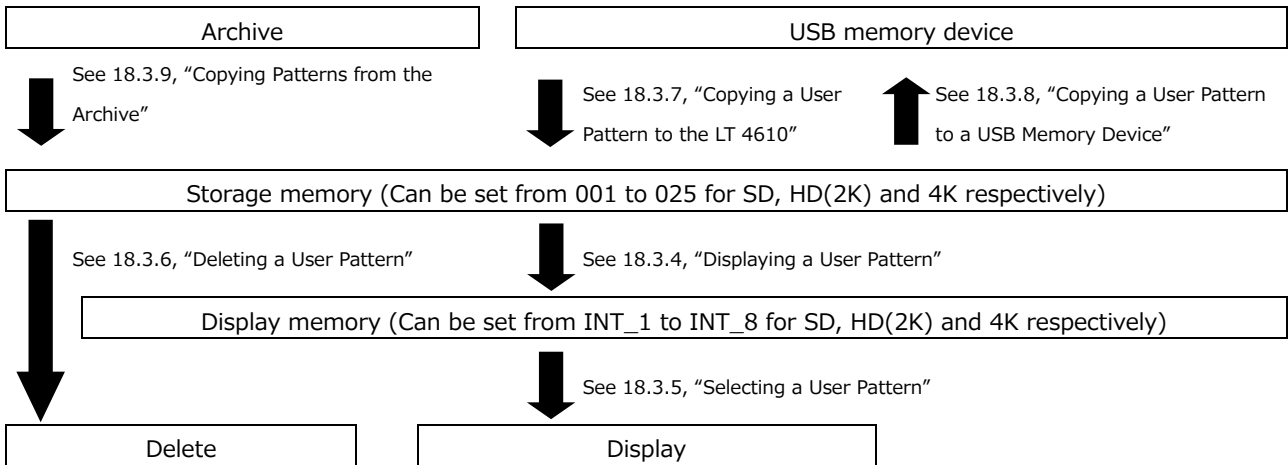 Archive
USB memory device
See 18.3.9, “Copying Patterns from the
Archive”
See 18.3.7, “Copying a User
Pattern to the LT 4610”
See 18.3.8, “Copying a User Pattern
to a USB Memory Device”
Storage memory (Can be set from 001 to 025 for SD, HD(2K) and 4K respectively)
See 18.3.6, “Deleting a User Pattern”
See 18.3.4, “Displaying a User Pattern”
Display memory (Can be set from INT_1 to INT_8 for SD, HD(2K) and 4K respectively)
See 18.3.5, “Selecting a User Pattern”
Delete
Display